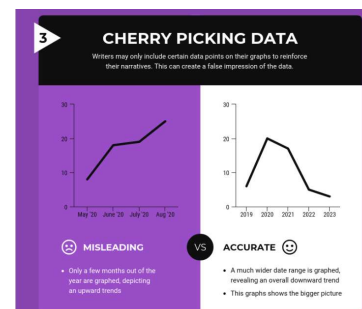 3
CHERRY PICKING DATA
Writers may only include certain data points on their graphs to reinforce
their narratives. This can create a false impression of the data.
30
20
10
0
May '20 June '20 July '20 Aug '20
30
20
10
0
2019 2020 2021 2022 2023
MISLEADING
VS
ACCURATE
• Only a few months out of
the year are graphed, depicting
an upward trends
• A much wider date range is graphed,
revealing an overall downward trend
• This graphs shows the bigger picture